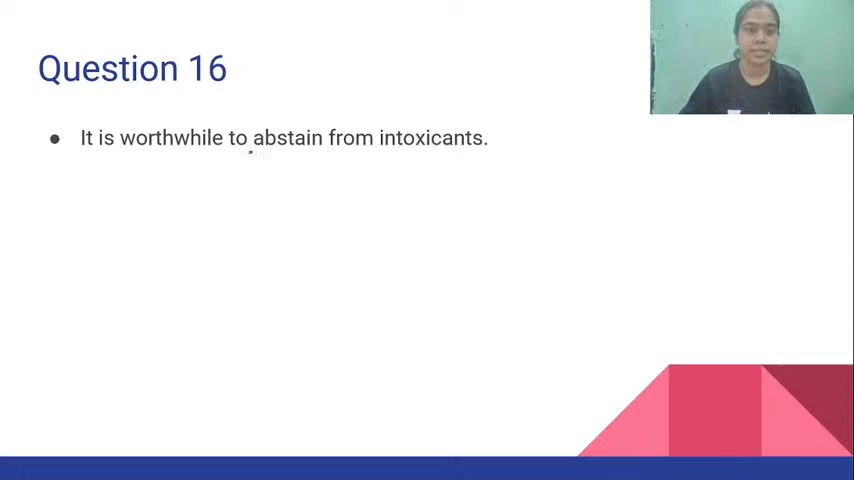 Question 16
● It is worthwhile to abstain from intoxicants.